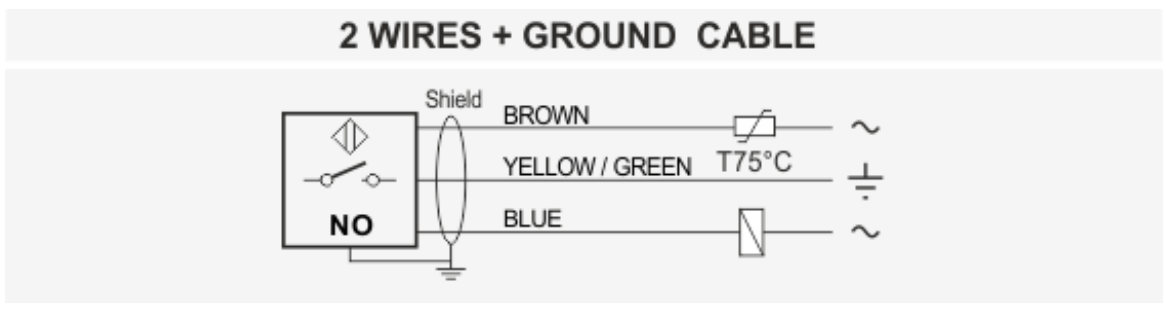 2 WIRES + GROUND CABLE
Shield
BROWN
YELLOW / GREEN
T75°C
NO
BLUE